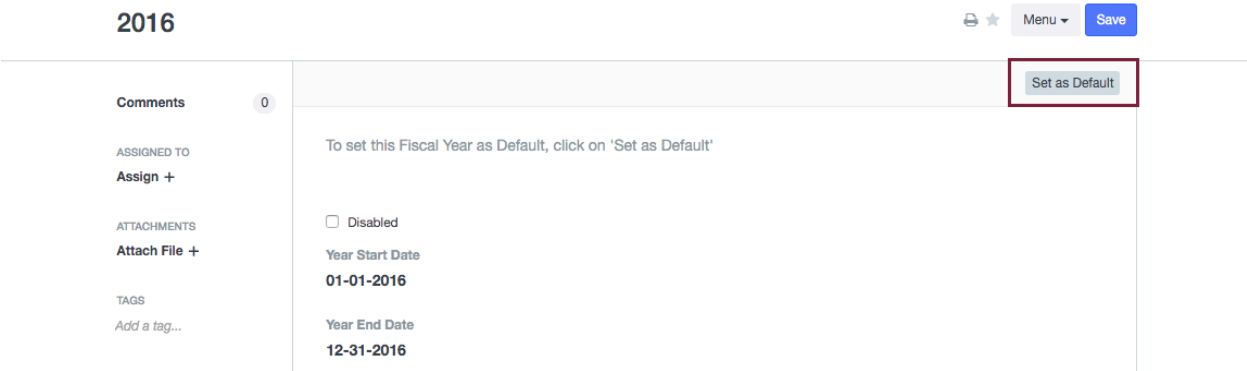 2016
Menu
Save
Set as Default
Comments 0
ASSIGNED TO
Assign +
ATTACHMENTS
Attach File +
TAGS
Add a tag...
To set this Fiscal Year as Default, click on 'Set as Default'
Disabled
Year Start Date
01-01-2016
Year End Date
12-31-2016